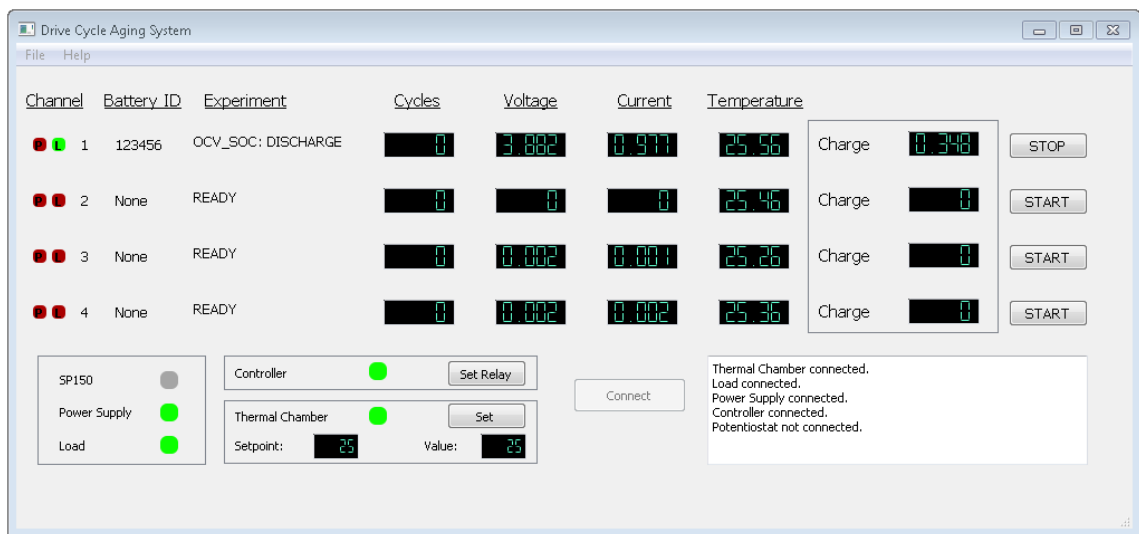 Drive Cycle Aging System
File Help
Channel Battery ID Experiment Cycles Voltage Current Temperature
P L 1 123456 OCV_SOC: DISCHARGE 0 3.882 0.977 25.56 Charge 0.348 STOP
P L 2 None READY 0 0 0 25.46 Charge 0 START
P L 3 None READY 0 0.002 0.001 25.26 Charge 0 START
P L 4 None READY 0 0.002 0.002 25.36 Charge 0 START
SP150
Power Supply
Load
Controller Set Relay
Thermal Chamber Set
Setpoint: 25 Value: 25
Connect
Thermal Chamber connected.
Load connected.
Power Supply connected.
Controller connected.
Potentiostat not connected.